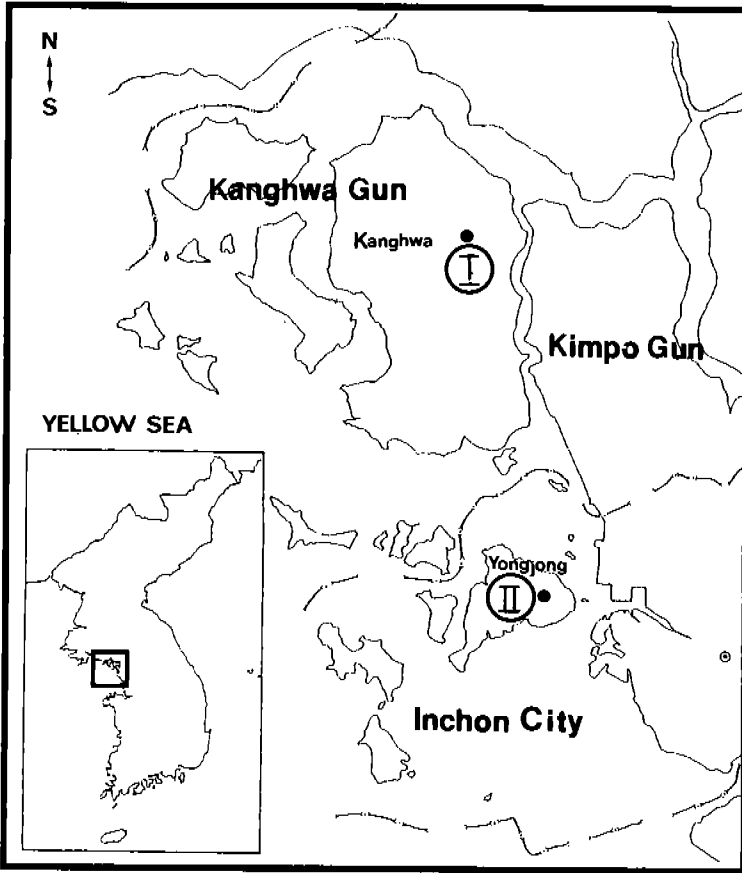 N
S
Kanghwa Gun
Kanghwa
I
Kimpo Gun
YELLOW SEA
Yongjong
II
Inchon City